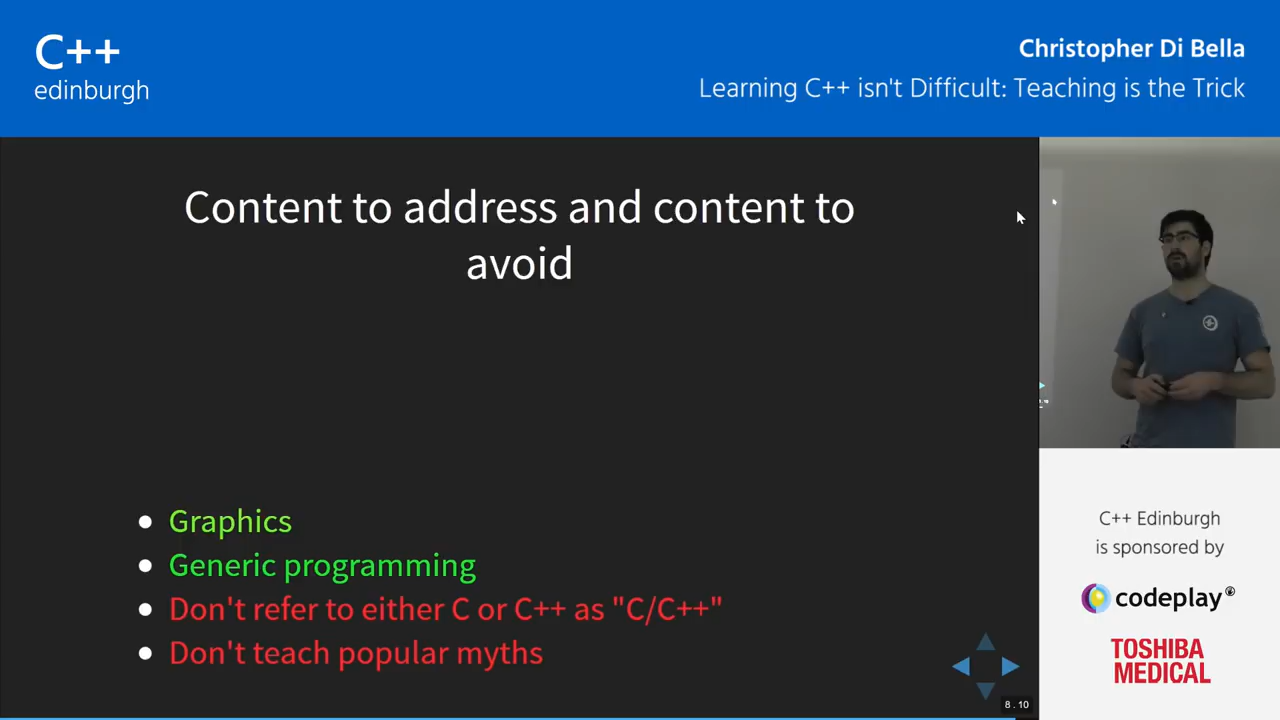 C++
edinburgh
Christopher Di Bella
Learning C++ isn't Difficult: Teaching is the Trick
Content to address and content to
avoid
Graphics
Generic programming
Don't refer to either C or C++ as "C/C++"
Don't teach popular myths
8.10
C++ Edinburgh
is sponsored by
codeplay
TOSHIBA
MEDICAL